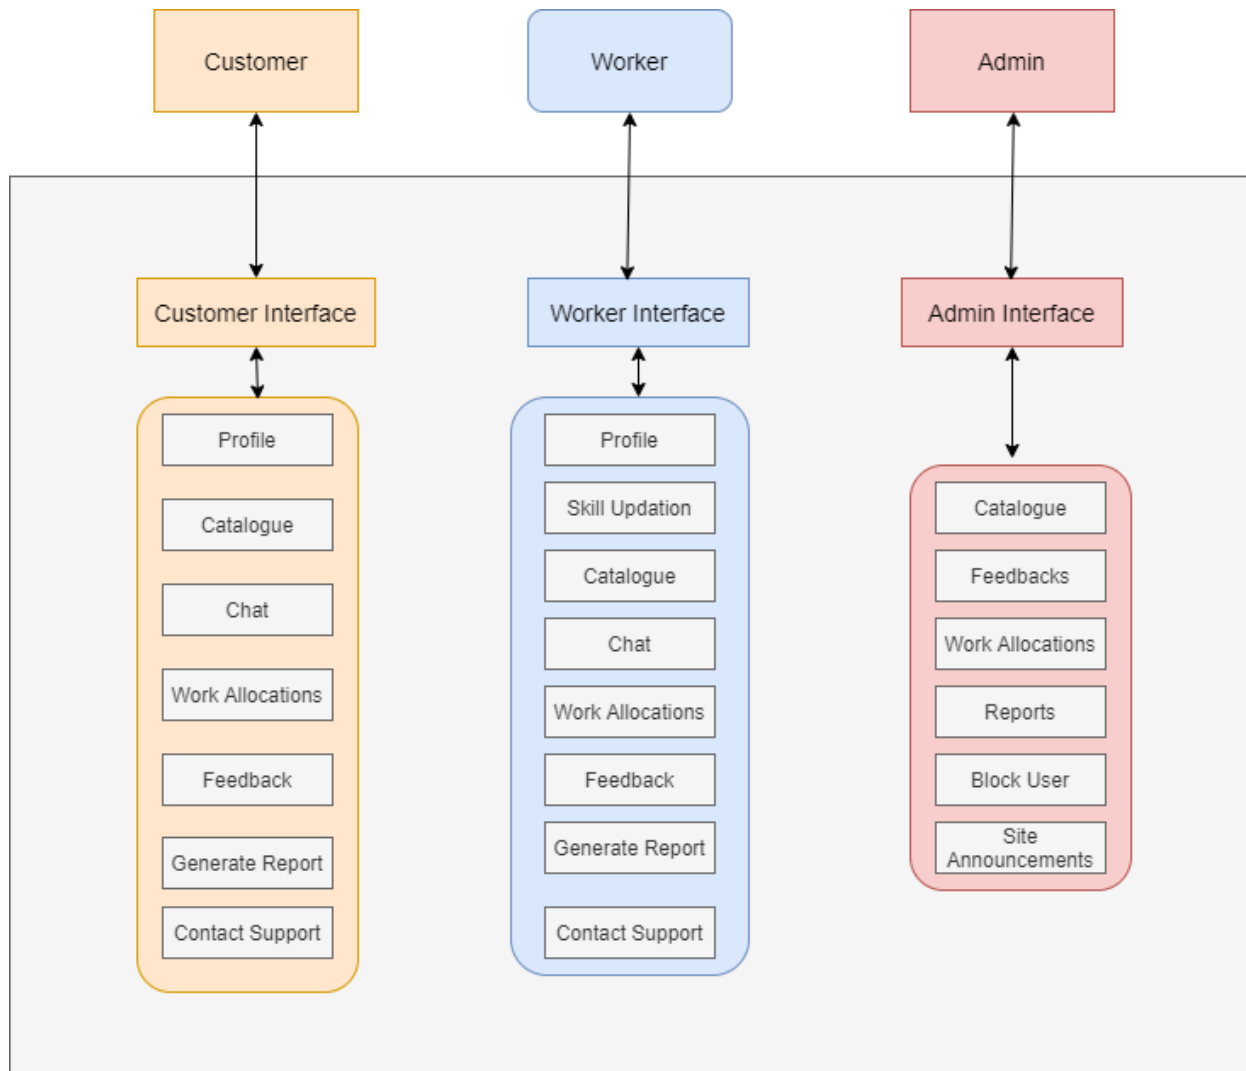 Customer
Worker
Admin
Customer Interface
Worker Interface
Admin Interface
Profile
Catalogue
Chat
Work Allocations
Feedback
Generate Report
Contact Support
Profile
Skill Updation
Catalogue
Chat
Work Allocations
Feedback
Generate Report
Contact Support
Catalogue
Feedbacks
Work Allocations
Reports
Block User
Site
Announcements